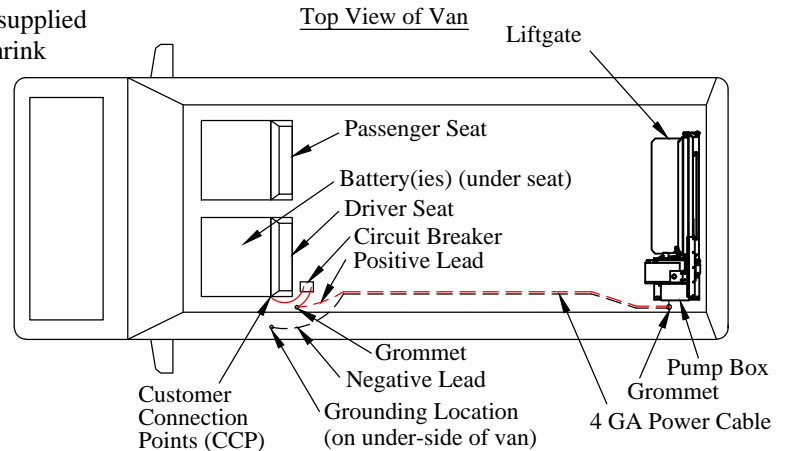 supplied
Top View of Van
hrink
Liftgate
Passenger Seat
Battery(ies) (under seat)
Driver Seat
Circuit Breaker
Positive Lead
Grommet
Negative Lead
Grounding Location
(on under-side of van)
Customer
Connection
Points (CCP)
Pump Box
Grommet
4 GA Power Cable